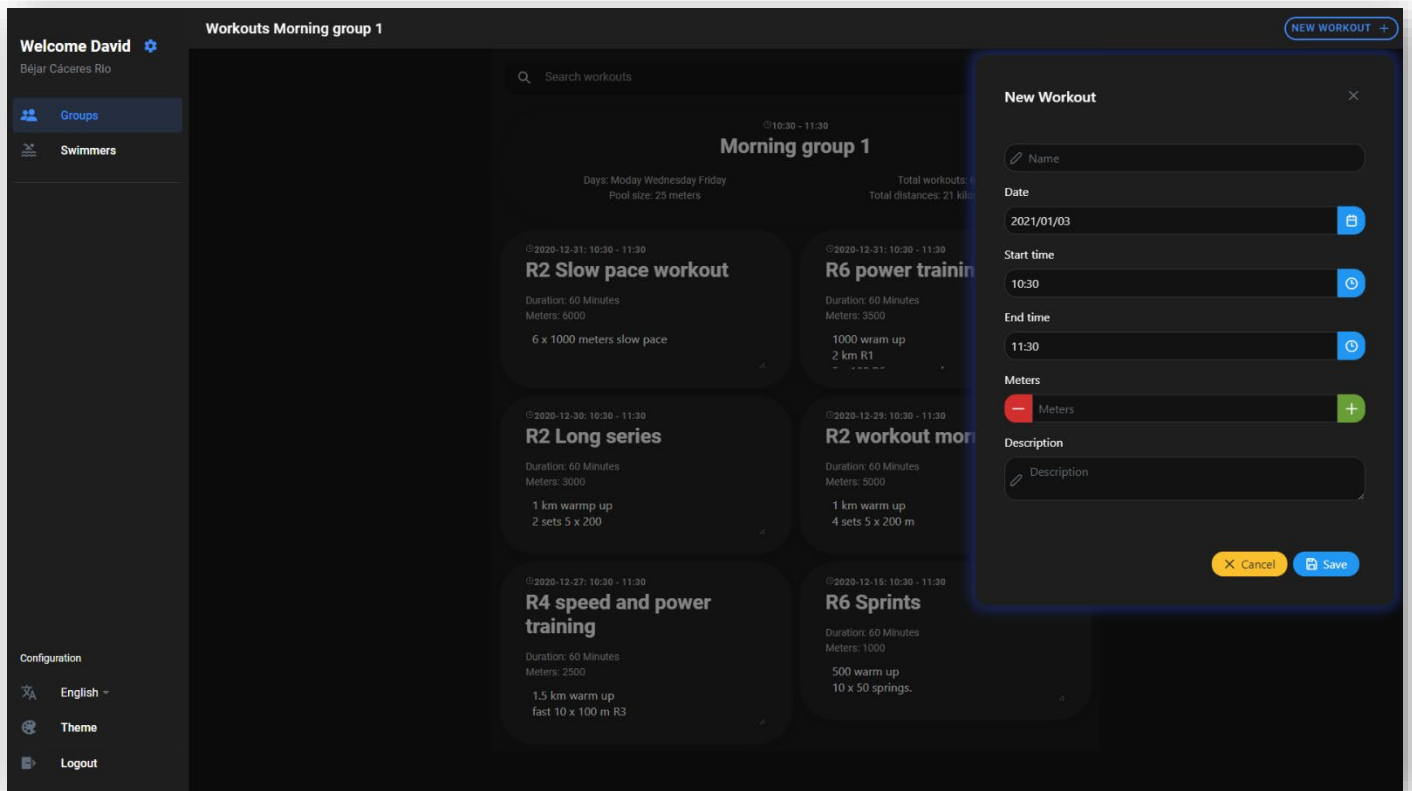 Welcome David
Béjar Cáceres Rio
Groups
Swimmers
Configuration
English
Theme
Logout
Workouts Morning group 1
NEW WORKOUT +
Search workouts
10:30 - 11:30
Morning group 1
Days: Moday Wednesday Friday
Pool size: 25 meters
Total workouts:
Total distances: 21
2020-12-31: 10:30 - 11:30
R2 Slow pace workout
Duration: 60 Minutes
Meters: 6000
6 x 1000 meters slow pace
2020-12-31: 10:30 - 11:30
R6 power trainin
Duration: 60 Minutes
Meters: 3500
1000 wram up
2 km R1
2020-12-30: 10:30 - 11:30
R2 Long series
Duration: 60 Minutes
Meters: 3000
1 km warmp up
2 sets 5 x 200
2020-12-29: 10:30 - 11:30
R2 workout mor
Duration: 60 Minutes
Meters: 5000
1 km warm up
4 sets 5 x 200 m
2020-12-27: 10:30 - 11:30
R4 speed and power
training
Duration: 60 Minutes
Meters: 2500
1.5 km warm up
fast 10 x 100 m R3
2020-12-15: 10:30 - 11:30
R6 Sprints
Duration: 60 Minutes
Meters: 1000
500 warm up
10 x 50 springs.
New Workout
Name
Date
2021/01/03
Start time
10:30
End time
11:30
Meters
Meters
Description
Description
Cancel
Save